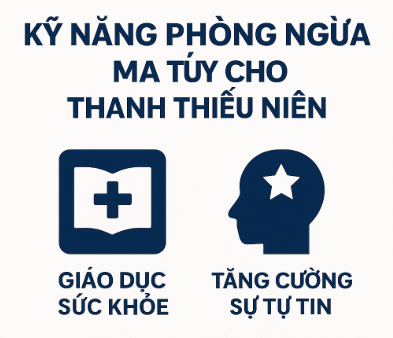 KỸ NĂNG PHÒNG NGỪA
MA TÚY CHO
THANH THIẾU NIÊN
GIÁO DỤC
SỨC KHỎE
TĂNG CƯỜNG
SỰ TỰ TIN